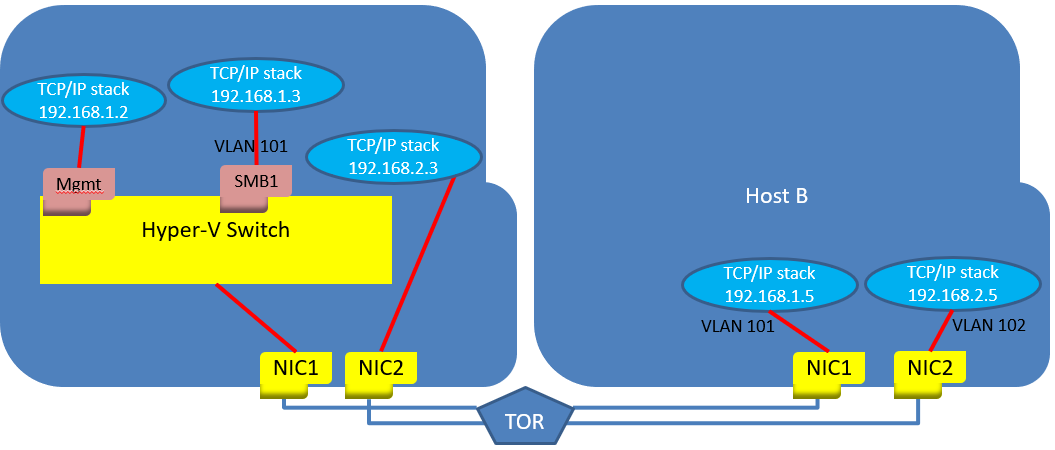 TCP/IP stack
192.168.1.2
TCP/IP stack
192.168.1.3
VLAN 101
TCP/IP stack
192.168.2.3
Mgmt
SMB1
Hyper-V Switch
NIC1
NIC2
Host B
TCP/IP stack
192.168.1.5
TCP/IP stack
192.168.2.5
VLAN 101
VLAN 102
NIC1
NIC2
TOR